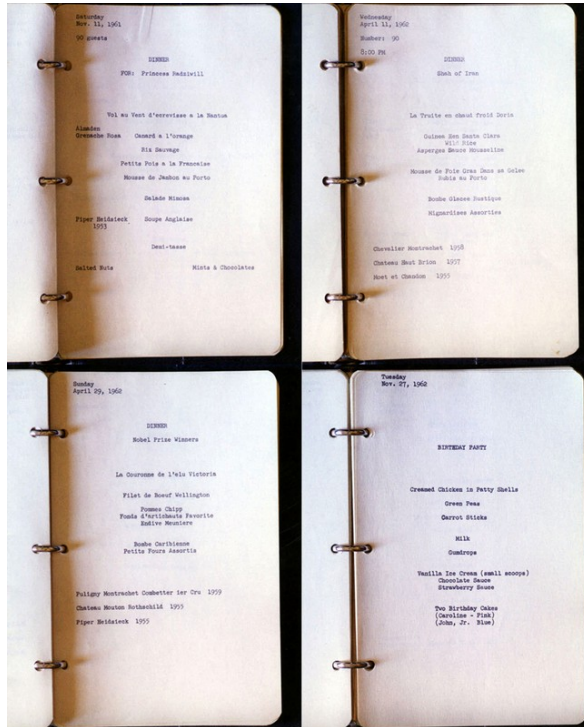 Saturday
Nov. 11, 1961
90 guests
DINNER
FOR: Princess Radziwill
Vol au Vent d'ecrevisse a la Nantua
Almaden
Grenache Rosa Canard a l'orange
Riz Sauvage
Petits Pois a la Francaise
Mousse de Jambon au Porto
Salade Mimosa
Piper Heidsieck Soupe Anglaise
1953
Demi-tasse
Salted Nuts Mints & Chocolates
Wednesday
April 11, 1962
Number: 90
8:00 PM
DINNER
Shah of Iran
La Truite en chaud froid Doria
Guinea Hen Santa Clara
Wild Rice
Asperges Sauce Mousseline
Mousse de Foie Gras Dans sa Gelee
Rubis au Porto
Bombe Glacee Rustique
Mignardises Assorties
Chevalier Montrachet 1958
Chateau Haut Brion 1957
Moet et Chandon 1955
Sunday
April 29, 1962
DINNER
Nobel Prize Winners
La Couronne de l'elu Victoria
Filet de Boeuf Wellington
Pommes Chipp
Fonds d'artichauts Favorite
Endive Meuniere
Bombe Caribienne
Petits Fours Assortis
Puligny Montrachet Combetter 1er Cru 1959
Chateau Mouton Rothschild 1955
Piper Heidsieck 1955
Tuesday
Nov. 27, 1962
BIRTHDAY PARTY
Creamed Chicken in Patty Shells
Green Peas
Carrot Sticks
Milk
Gumdrops
Vanilla Ice Cream (small scoops)
Chocolate Sauce
Strawberry Sauce
Two Birthday Cakes
(Caroline - Pink)
(John, Jr. Blue)